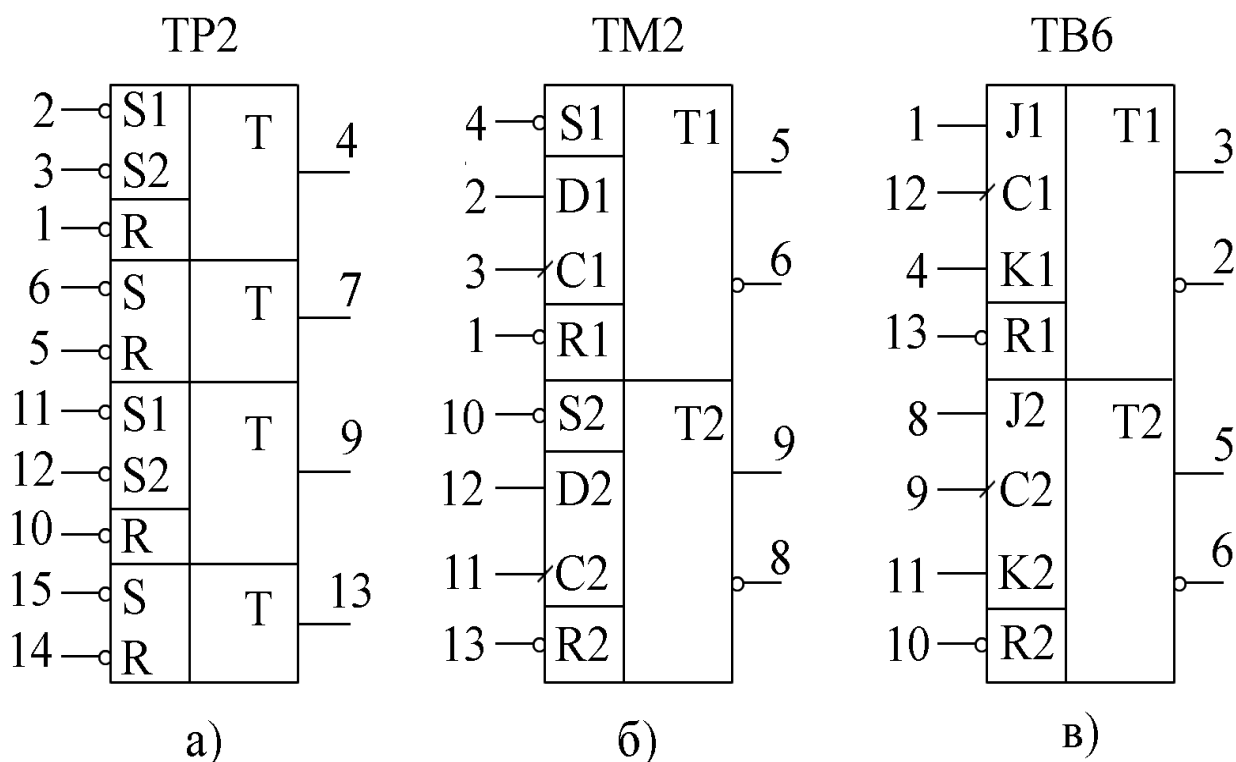 ТР2 ТМ2 ТВ6
2 S1 T 4
3 S2
1 R
6 S T 7
5 R
11 S1 T 9
12 S2
10 R
15 S T 13
14 R
4 S1 T1 5
2 D1
3 C1 6
1 R1
10 S2 T2 9
12 D2
11 C2 8
13 R2
1 J1 T1 3
12 C1
4 K1 2
13 R1
8 J2 T2 5
9 C2
11 K2 6
10 R2
а) б) в)